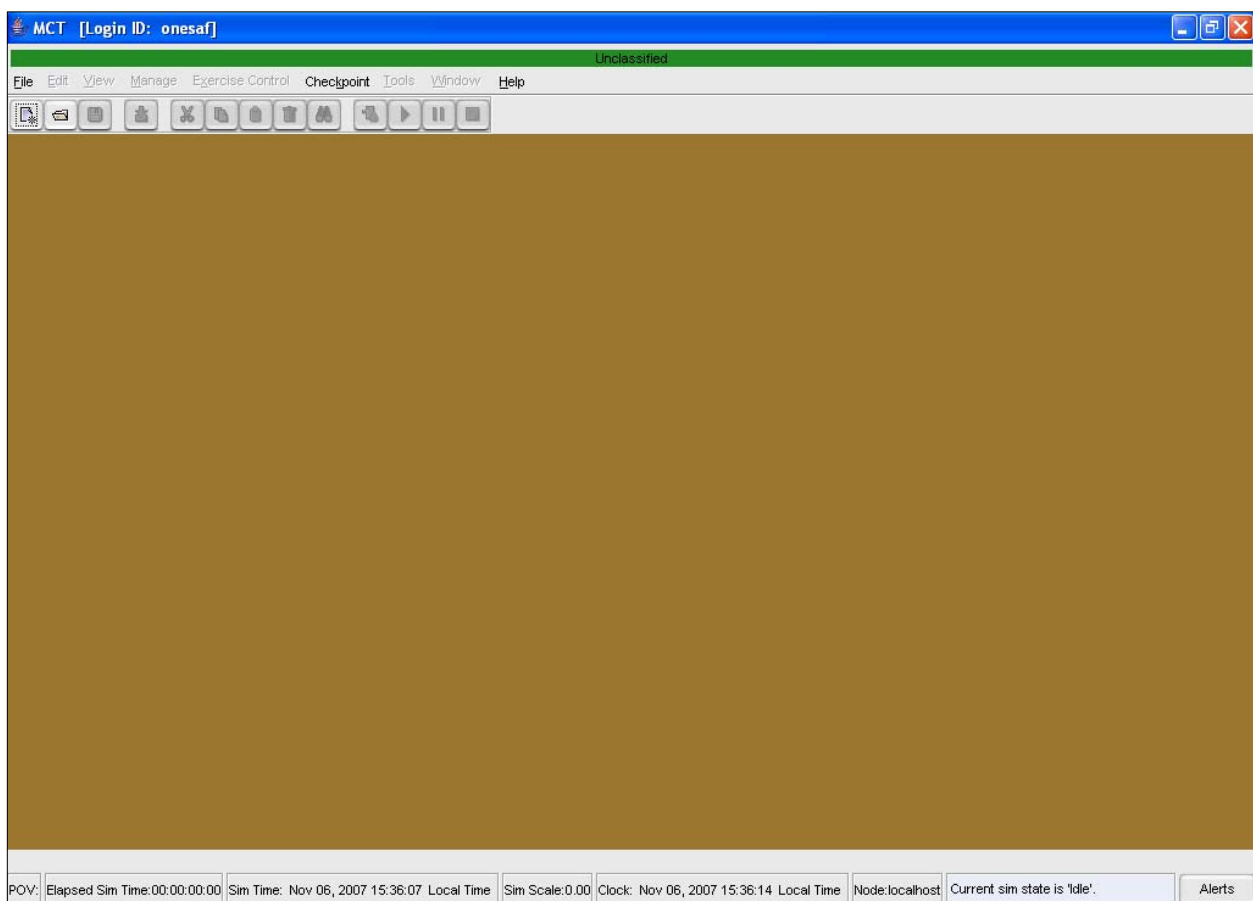 MCT [Login ID: onesaf]
Unclassified
File Edit View Manage Exercise Control Checkpoint Tools Window Help
POV: Elapsed Sim Time:00:00:00:00 Sim Time: Nov 06, 2007 15:36:07 Local Time Sim Scale:0.00 Clock: Nov 06, 2007 15:36:14 Local Time Node:localhost Current sim state is 'Idle'. Alerts